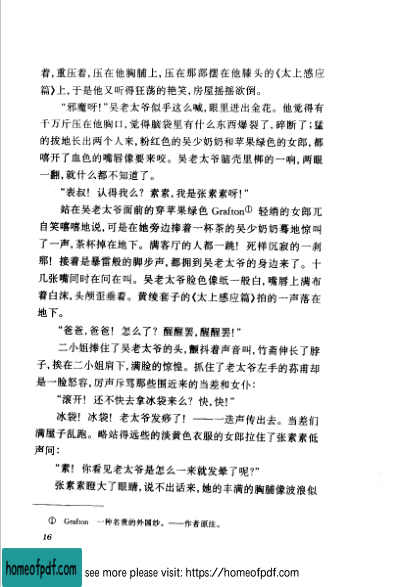 着,重压着,压在他胸脯上,压在那部摆在他膝头的《太上感应
篇》上,于是他又听得狂荡的艳笑,房屋摇摇欲倒。
“邪魔呀!”吴老太爷似乎这么喊,眼里迸出金花。他觉得有
千万斤压在他胸口,觉得脑袋里有什么东西爆裂了,碎断了;猛
的拔地长出两个人来,粉红色的吴少奶奶和苹果绿色的女郎,都
嘻开了血色的嘴唇像要来咬。吴老太爷脑壳里梆的一响,两眼
一翻,就什么都不知道了。
“表叔!认得我么?素素,我是张素素呀!”
站在吴老太爷面前的穿苹果绿色 Grafton① 轻绡的女郎兀
自笑嘻嘻地说,可是在她旁边捧着一杯茶的吴少奶奶蓦地惊叫
了一声,茶杯掉在地下。满客厅的人都一跳!死样沉寂的一刹
那!接着是暴雷般的脚步声,都拥到吴老太爷的身边来了。十
几张嘴同时在问在叫。吴老太爷脸色像纸一般白,嘴唇上满布
着白沫,头颅歪垂着。黄绫套子的《太上感应篇》拍的一声落在
地下。
“爸爸,爸爸!怎么了?醒醒罢,醒醒罢!”
二小姐捧住了吴老太爷的头,颤抖着声音叫,竹斋伸长了脖
子,挨在二小姐肩下,满脸的惊惶。抓住了老太爷左手的荪甫却
是一脸怒容,厉声斥骂那些围近来的当差和女仆:
“滚开!还不快去拿冰袋来么?快,快!”
冰袋!冰袋!老太爷发痧了!——一迭声传出去。当差们
满屋子乱跑。略站得远些的淡黄色衣服的女郎拉住了张素素低
声问:
“素!你看见老太爷是怎么一来就发晕了呢?”
张素素瞪大了眼睛,说不出话来,她的丰满的胸脯像波浪似
① Grafton 一种名贵的外国纱。——作者原注。
16
homeofpdf.com
see more please visit: https://homeofpdf.com